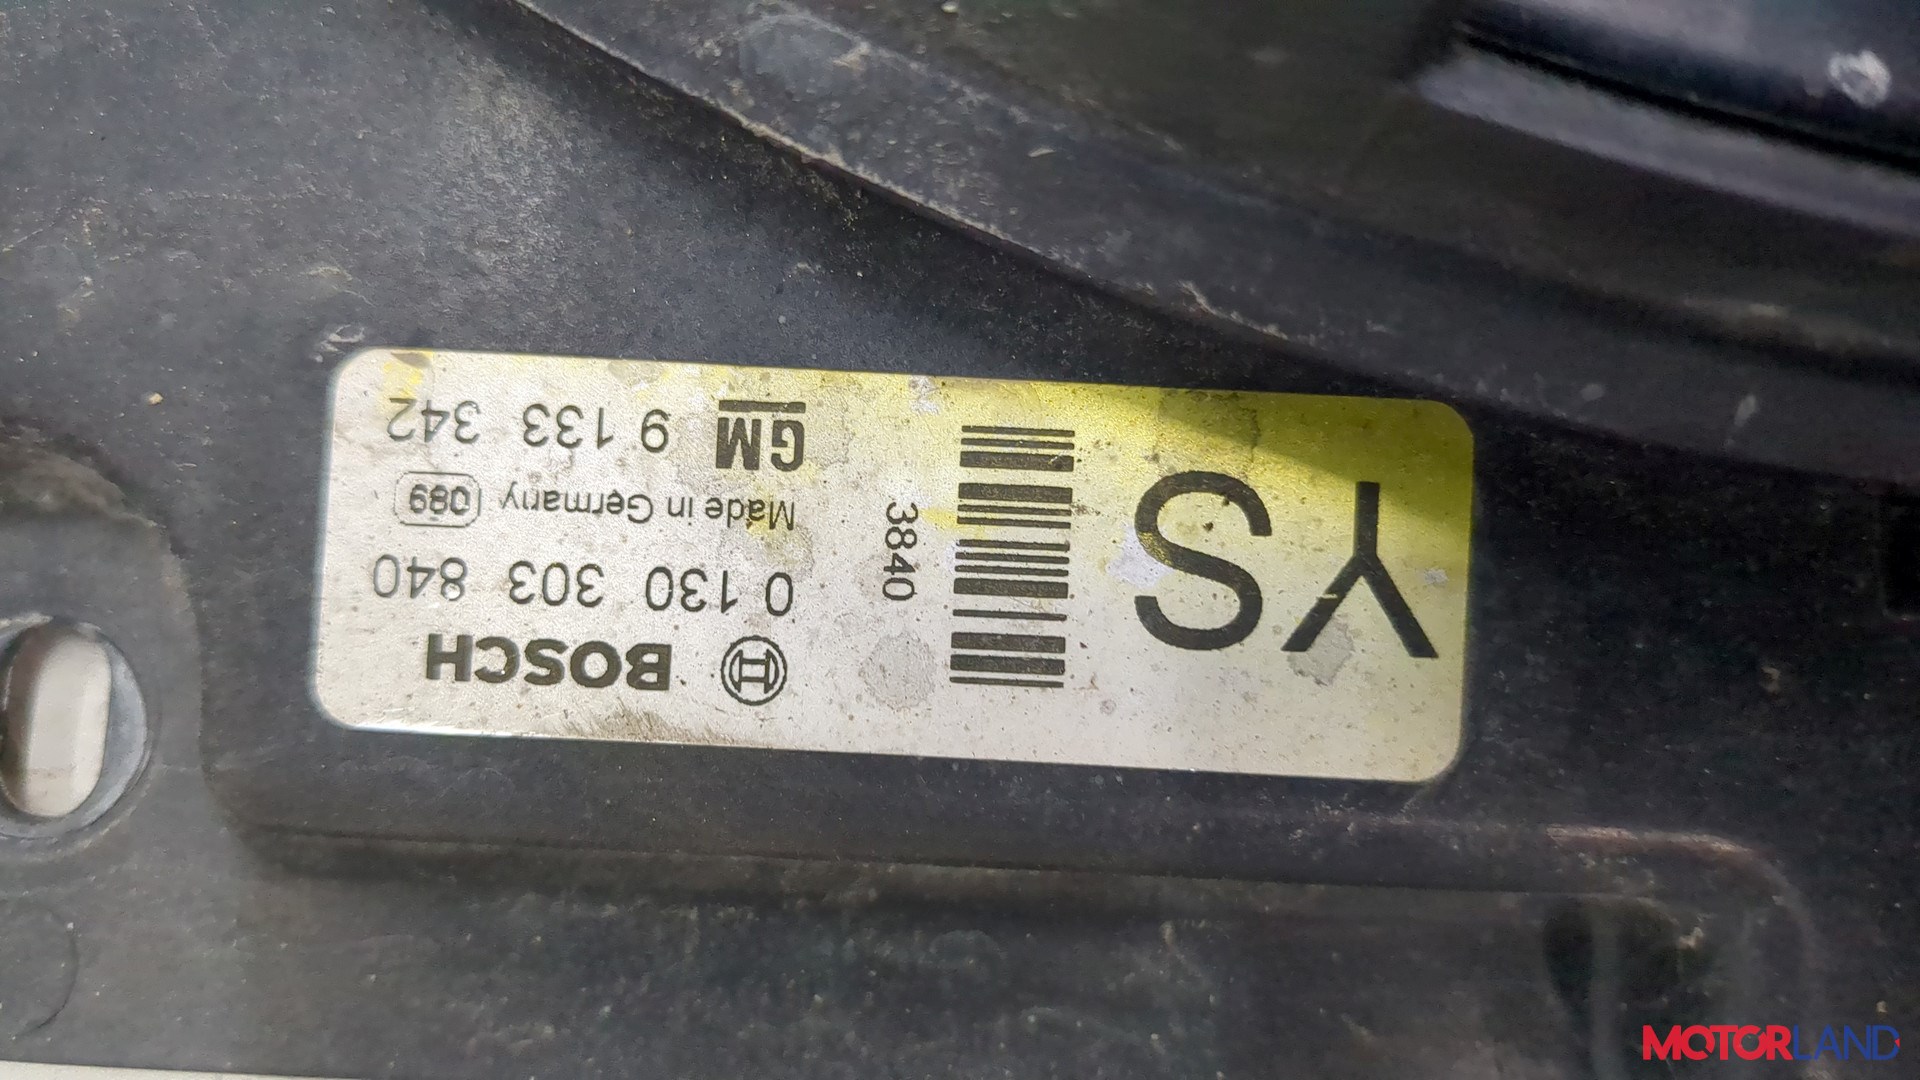 BOSCH
0 130 303 840
Made in Germany 089
GM 9 133 342
3840
YS
MOTORLAND